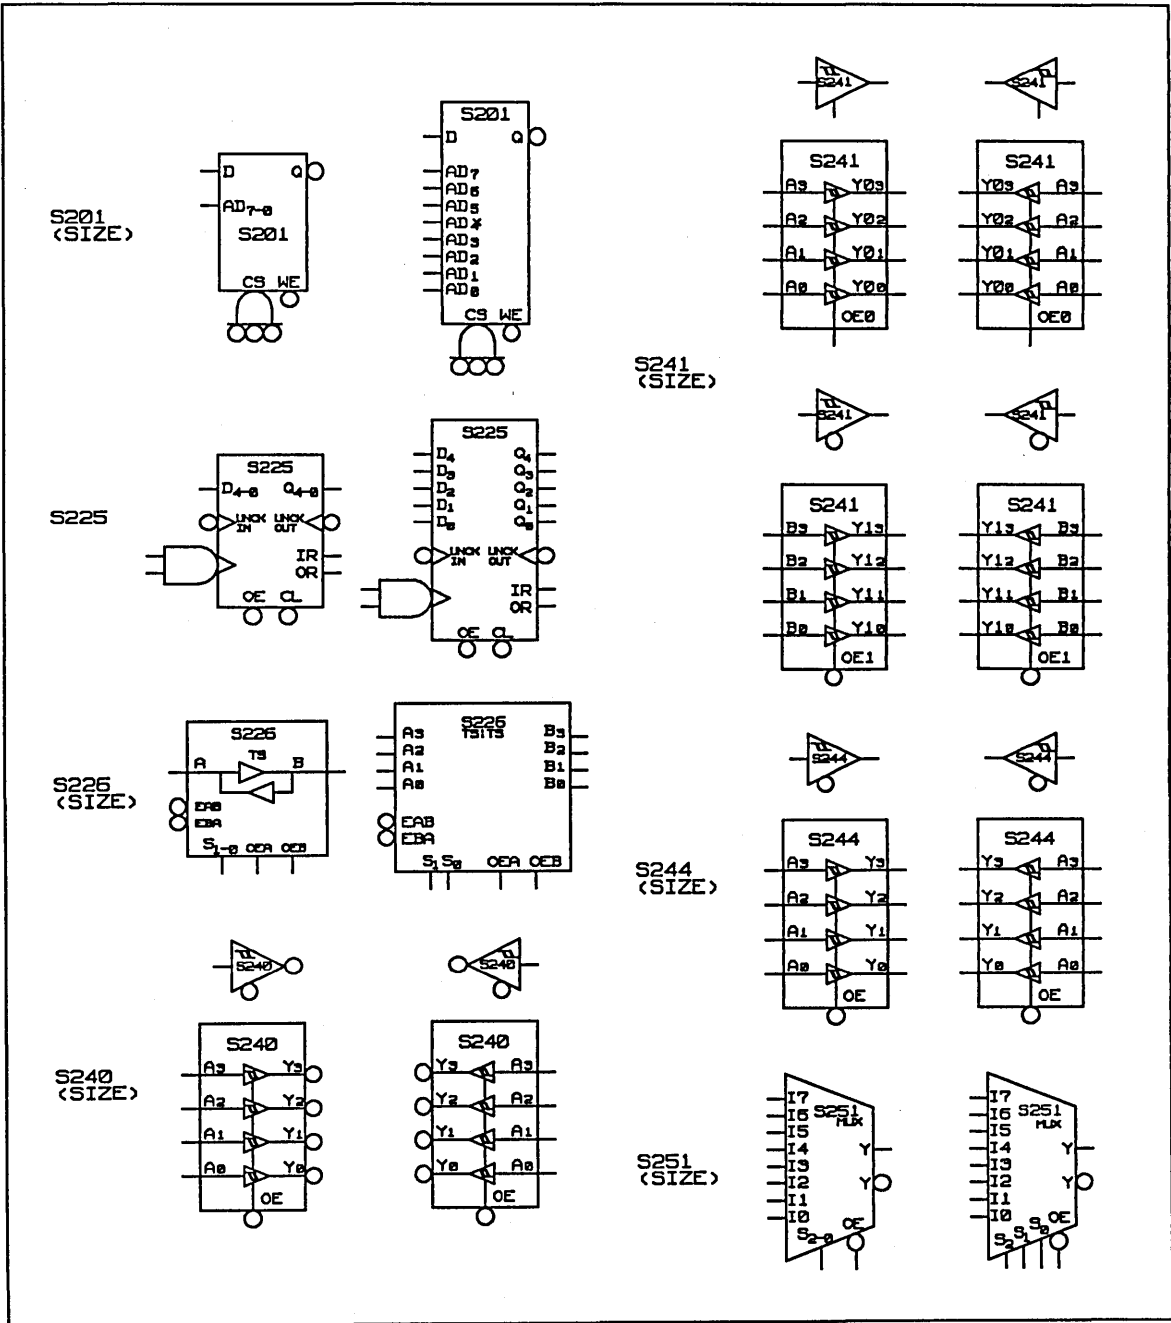 S201
(SIZE)
D Q
AD7-0
S201
CS WE
S201
D Q
AD7
AD6
AD5
AD4
AD3
AD2
AD1
AD0
CS WE
S225
S225
D4-0 Q4-0
UNCK IN UNCK OUT
IR
OR
OE CL
S225
D4 Q4
D3 Q3
D2 Q2
D1 Q1
D0 Q0
UNCK IN UNCK OUT
IR
OR
OE CL
S226
(SIZE)
S226
TS
A B
EAB
EBA
S1-0 OEA OEB
S226
TS1TS
A3 B3
A2 B2
A1 B1
A0 B0
EAB
EBA
S1 S0 OEA OEB
S240
S240
S240
(SIZE)
S240
A3 Y3
A2 Y2
A1 Y1
A0 Y0
OE
S240
Y3 A3
Y2 A2
Y1 A1
Y0 A0
OE
S241
S241
S241
A3 Y03
A2 Y02
A1 Y01
A0 Y00
OE0
S241
Y03 A3
Y02 A2
Y01 A1
Y00 A0
OE0
S241
(SIZE)
S241
S241
S241
B3 Y13
B2 Y12
B1 Y11
B0 Y10
OE1
S241
Y13 B3
Y12 B2
Y11 B1
Y10 B0
OE1
S244
S244
S244
(SIZE)
S244
A3 Y3
A2 Y2
A1 Y1
A0 Y0
OE
S244
Y3 A3
Y2 A2
Y1 A1
Y0 A0
OE
S251
(SIZE)
S251
MUX
I7
I6
I5
I4 Y
I3
I2 Y
I1
I0
S2-0 OE
S251
MUX
I7
I6
I5
I4 Y
I3
I2 Y
I1
I0
S2 S1 S0 OE